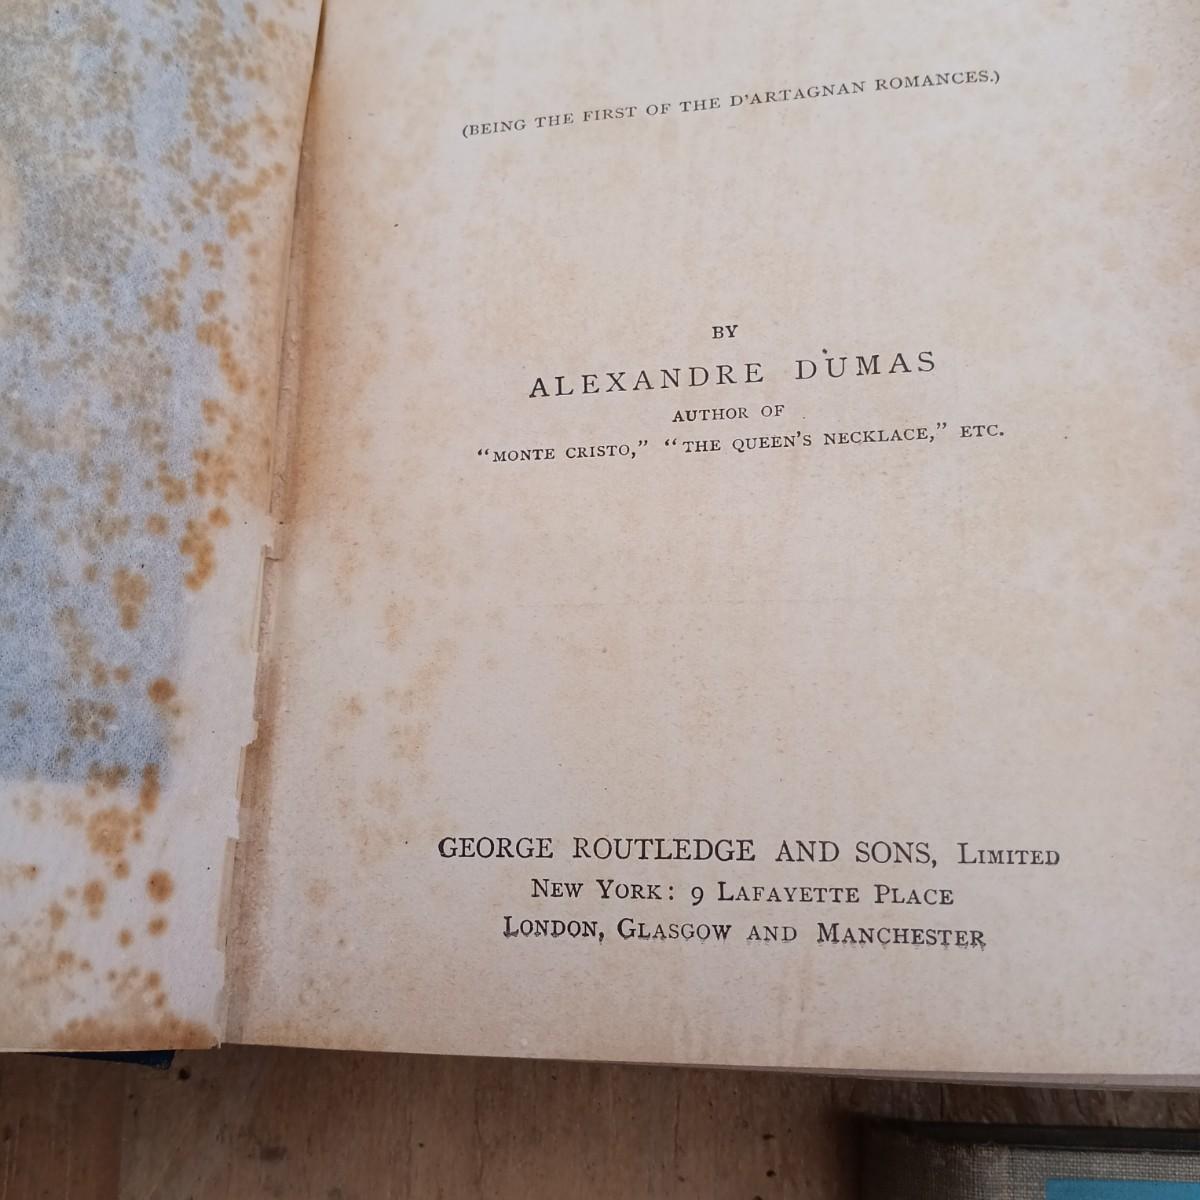 (BEING THE FIRST OF THE D'ARTAGNAN ROMANCES.)
BY
ALEXANDRE DUMAS
AUTHOR OF
"MONTE CRISTO," "THE QUEEN'S NECKLACE," ETC.
GEORGE ROUTLEDGE AND SONS, LIMITED
NEW YORK: 9 LAFAYETTE PLACE
LONDON, GLASGOW AND MANCHESTER